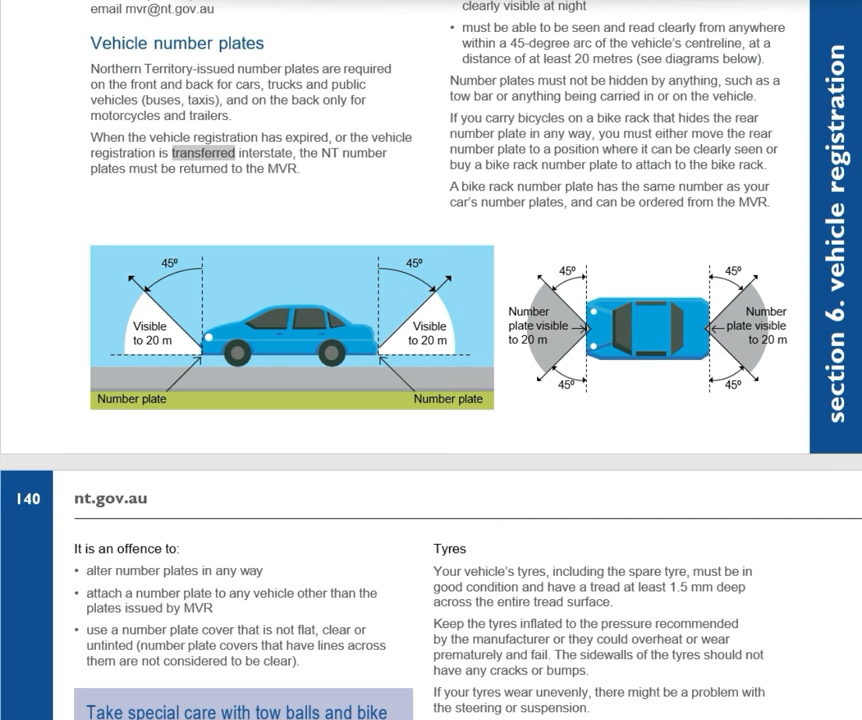 email mvr@nt.gov.au
Vehicle number plates
Northern Territory-issued number plates are required
on the front and back for cars, trucks and public
vehicles (buses, taxis), and on the back only for
motorcycles and trailers.
When the vehicle registration has expired, or the vehicle
registration is transferred interstate, the NT number
plates must be returned to the MVR.
clearly visible at night
• must be able to be seen and read clearly from anywhere
within a 45-degree arc of the vehicle's centreline, at a
distance of at least 20 metres (see diagrams below).
Number plates must not be hidden by anything, such as a
tow bar or anything being carried in or on the vehicle.
If you carry bicycles on a bike rack that hides the rear
number plate in any way, you must either move the rear
number plate to a position where it can be clearly seen or
buy a bike rack number plate to attach to the bike rack.
A bike rack number plate has the same number as your
car's number plates, and can be ordered from the MVR.
45º
45º
Visible
to 20 m
Visible
to 20 m
Number plate
Number plate
45º
45º
Number
plate visible
to 20 m
Number
plate visible
to 20 m
45º
45º
section 6. vehicle registration
140
nt.gov.au
It is an offence to:
• alter number plates in any way
• attach a number plate to any vehicle other than the
plates issued by MVR
• use a number plate cover that is not flat, clear or
untinted (number plate covers that have lines across
them are not considered to be clear).
Take special care with tow balls and bike
Tyres
Your vehicle's tyres, including the spare tyre, must be in
good condition and have a tread at least 1.5 mm deep
across the entire tread surface.
Keep the tyres inflated to the pressure recommended
by the manufacturer or they could overheat or wear
prematurely and fail. The sidewalls of the tyres should not
have any cracks or bumps.
If your tyres wear unevenly, there might be a problem with
the steering or suspension.